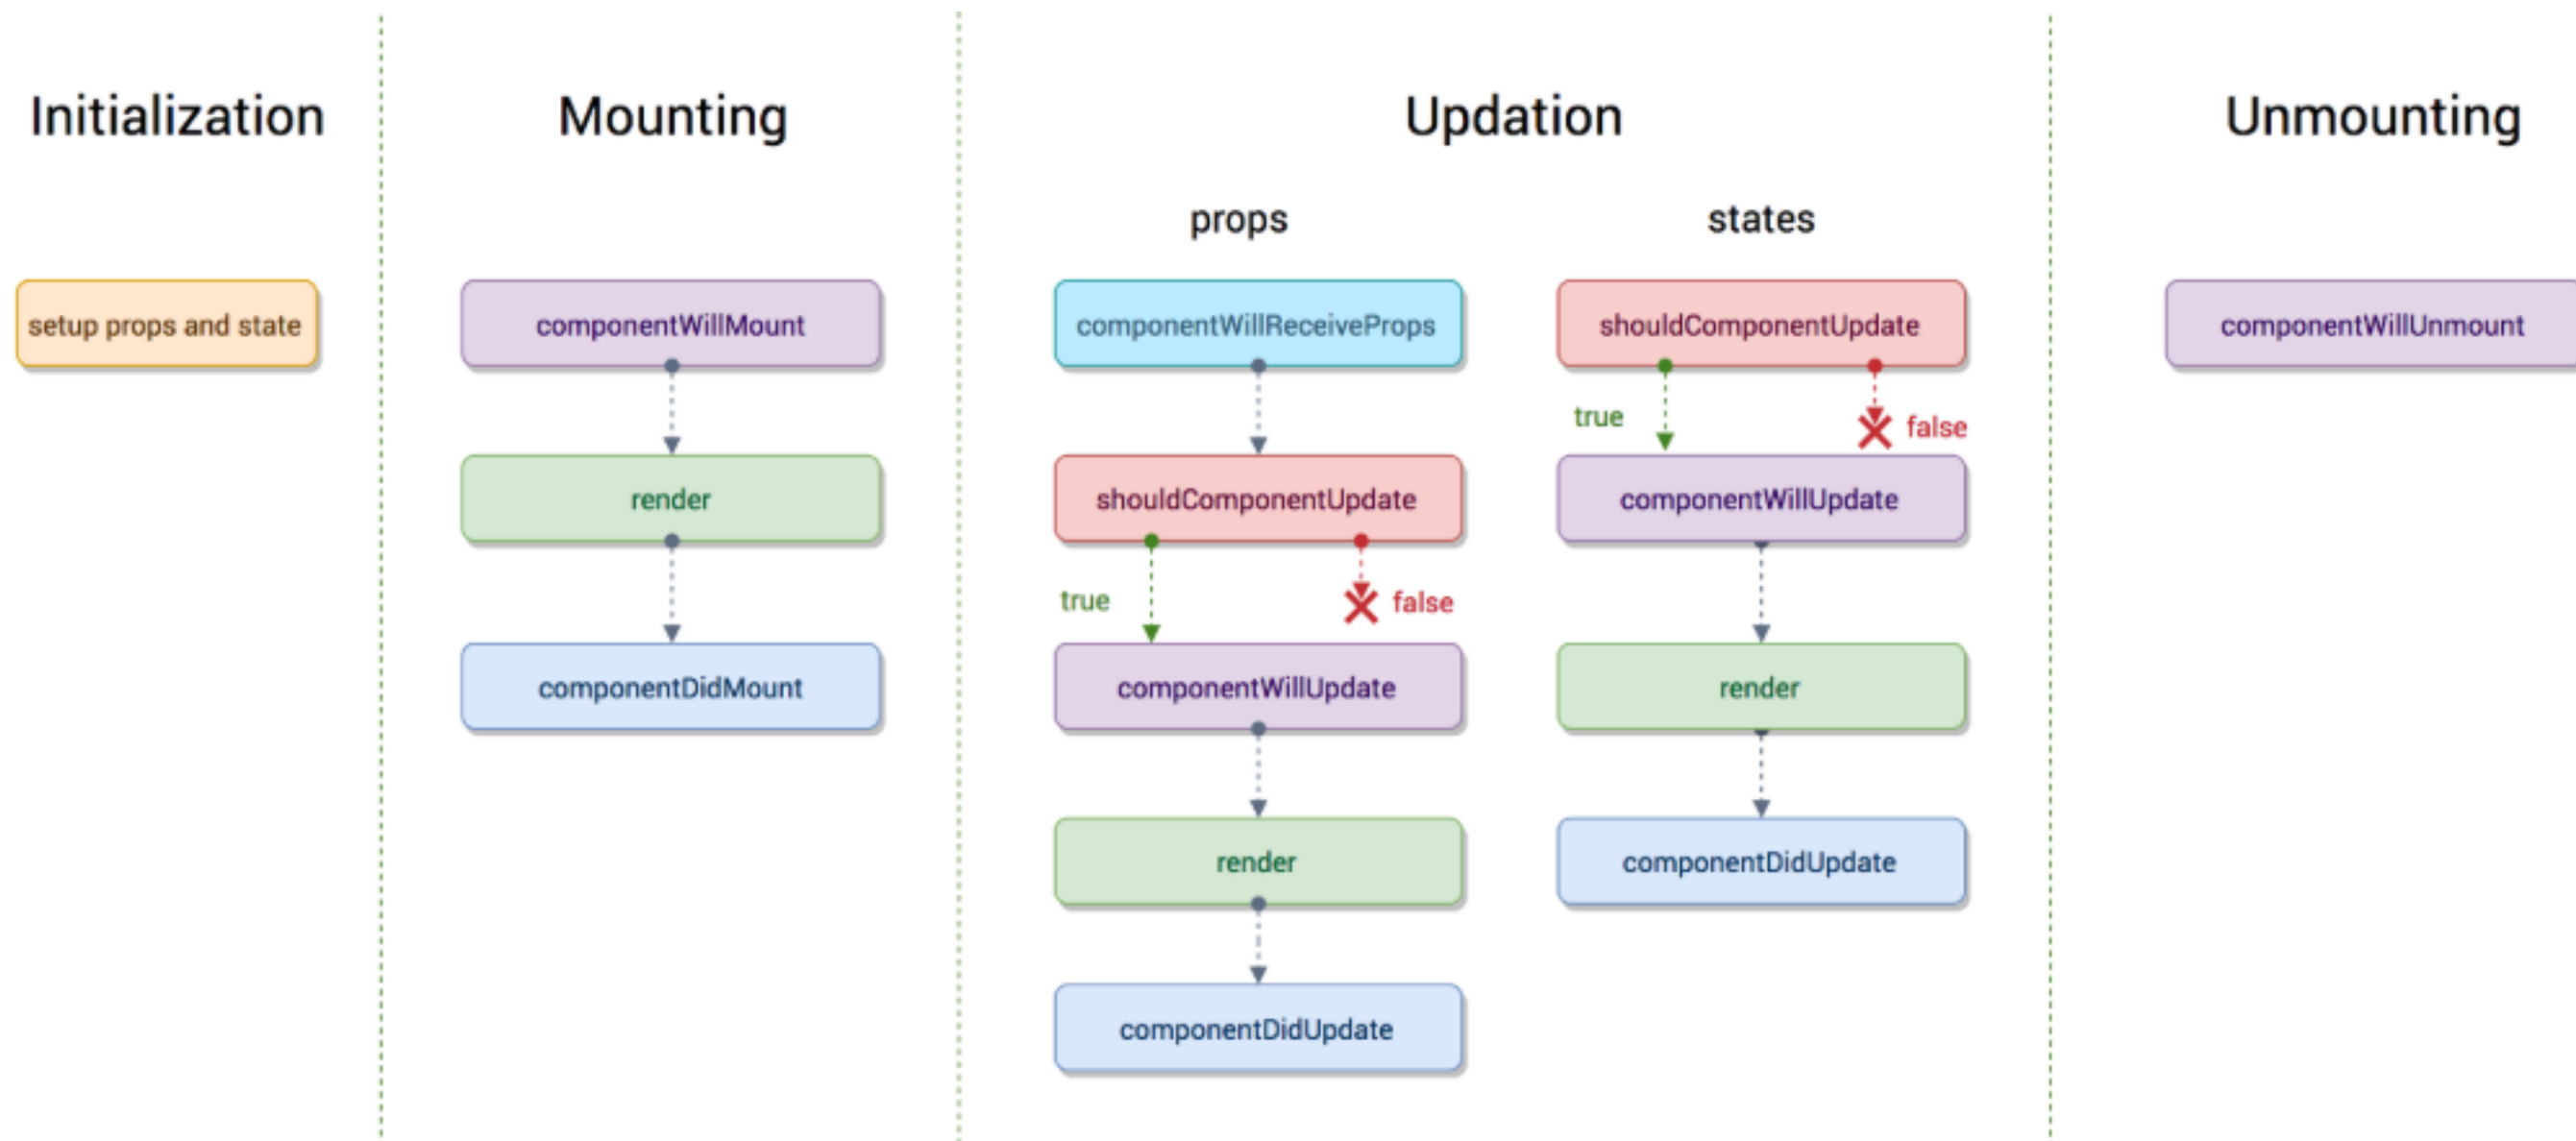 Initialization
Mounting
Updation
Unmounting
props
states
setup props and state
componentWillMount
render
componentDidMount
componentWillReceiveProps
shouldComponentUpdate
true
false
componentWillUpdate
render
componentDidUpdate
shouldComponentUpdate
true
false
componentWillUpdate
render
componentDidUpdate
componentWillUnmount